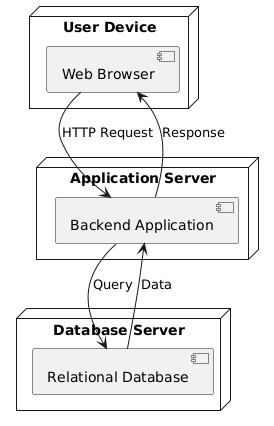 User Device
Web Browser
HTTP Request
Response
Application Server
Backend Application
Query
Data
Database Server
Relational Database